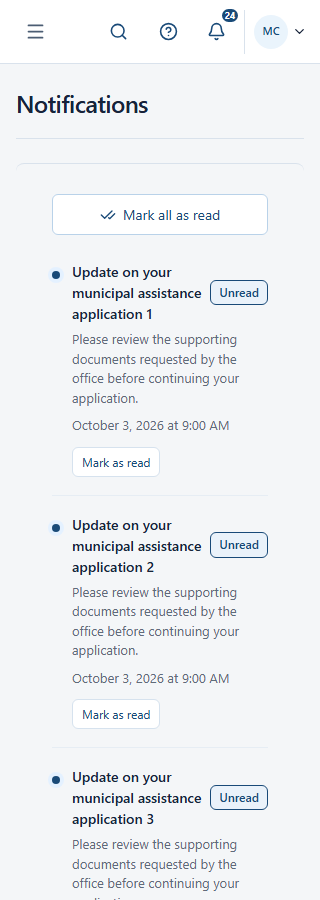 24
MC
Notifications
Mark all as read
Update on your
municipal assistance
application 1
Unread
Please review the supporting
documents requested by the
office before continuing your
application.
October 3, 2026 at 9:00 AM
Mark as read
Update on your
municipal assistance
application 2
Unread
Please review the supporting
documents requested by the
office before continuing your
application.
October 3, 2026 at 9:00 AM
Mark as read
Update on your
municipal assistance
application 3
Unread
Please review the supporting
documents requested by the
office before continuing your